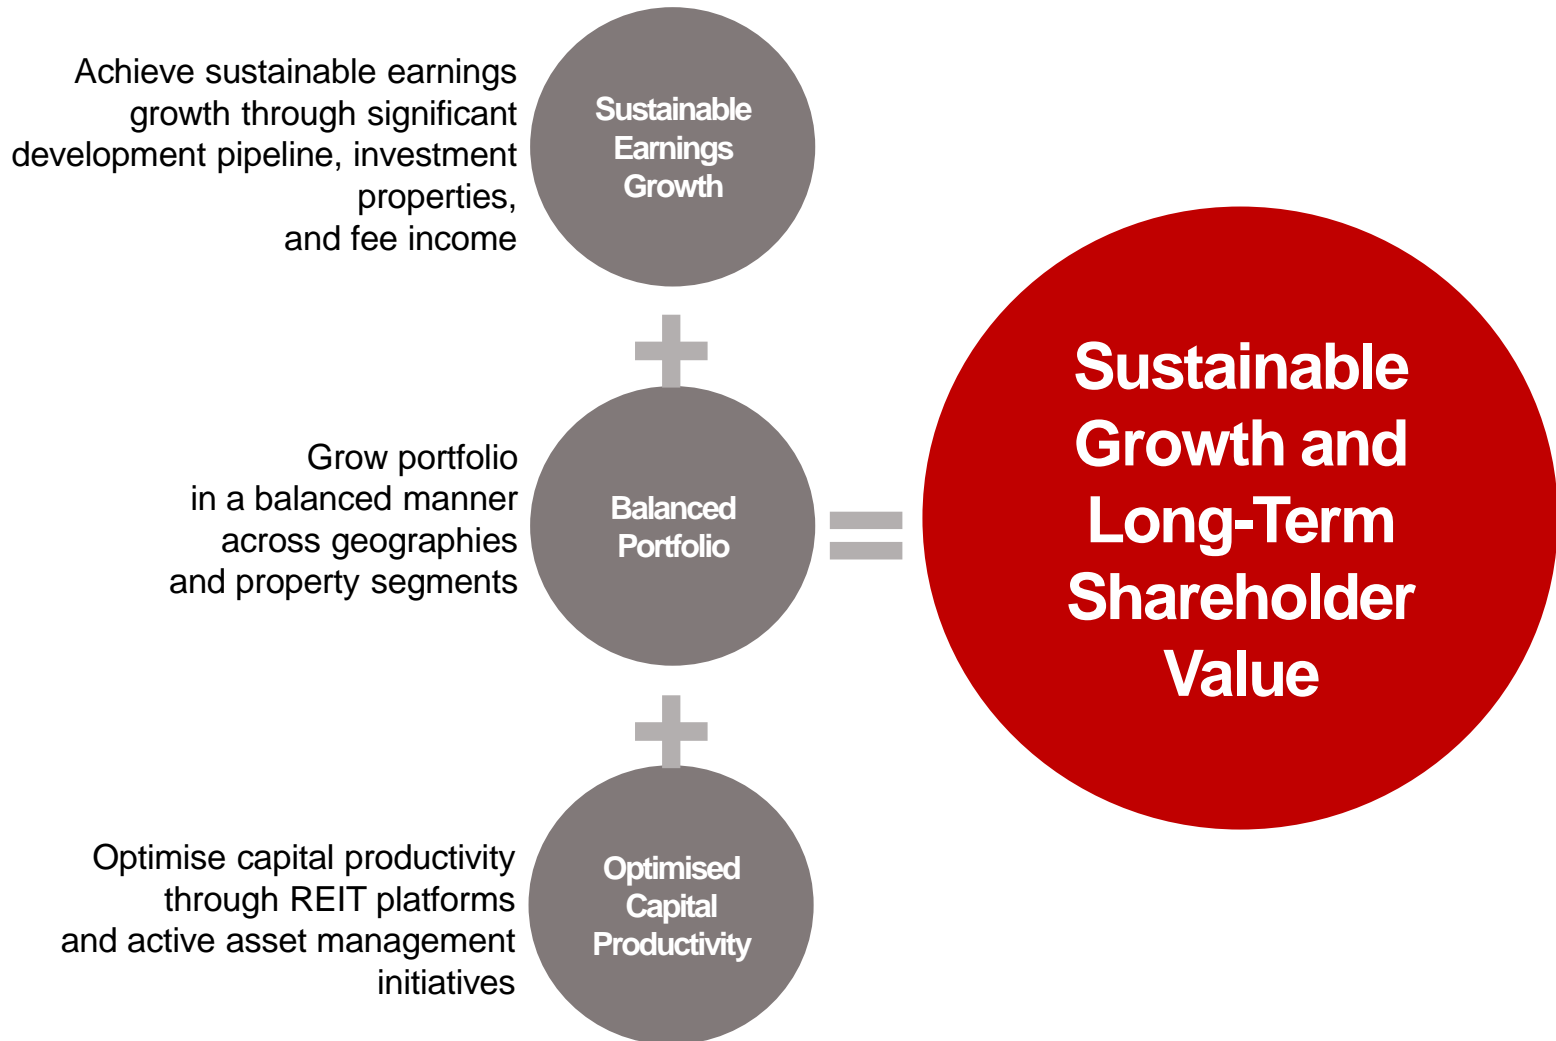 Achieve sustainable earnings
growth through significant
development pipeline, investment
properties,
and fee income
Sustainable
Earnings
Growth
+
Grow portfolio
in a balanced manner
across geographies
and property segments
Balanced
Portfolio
=
Sustainable
Growth and
Long-Term
Shareholder
Value
+
Optimise capital productivity
through REIT platforms
and active asset management
initiatives
Optimised
Capital
Productivity